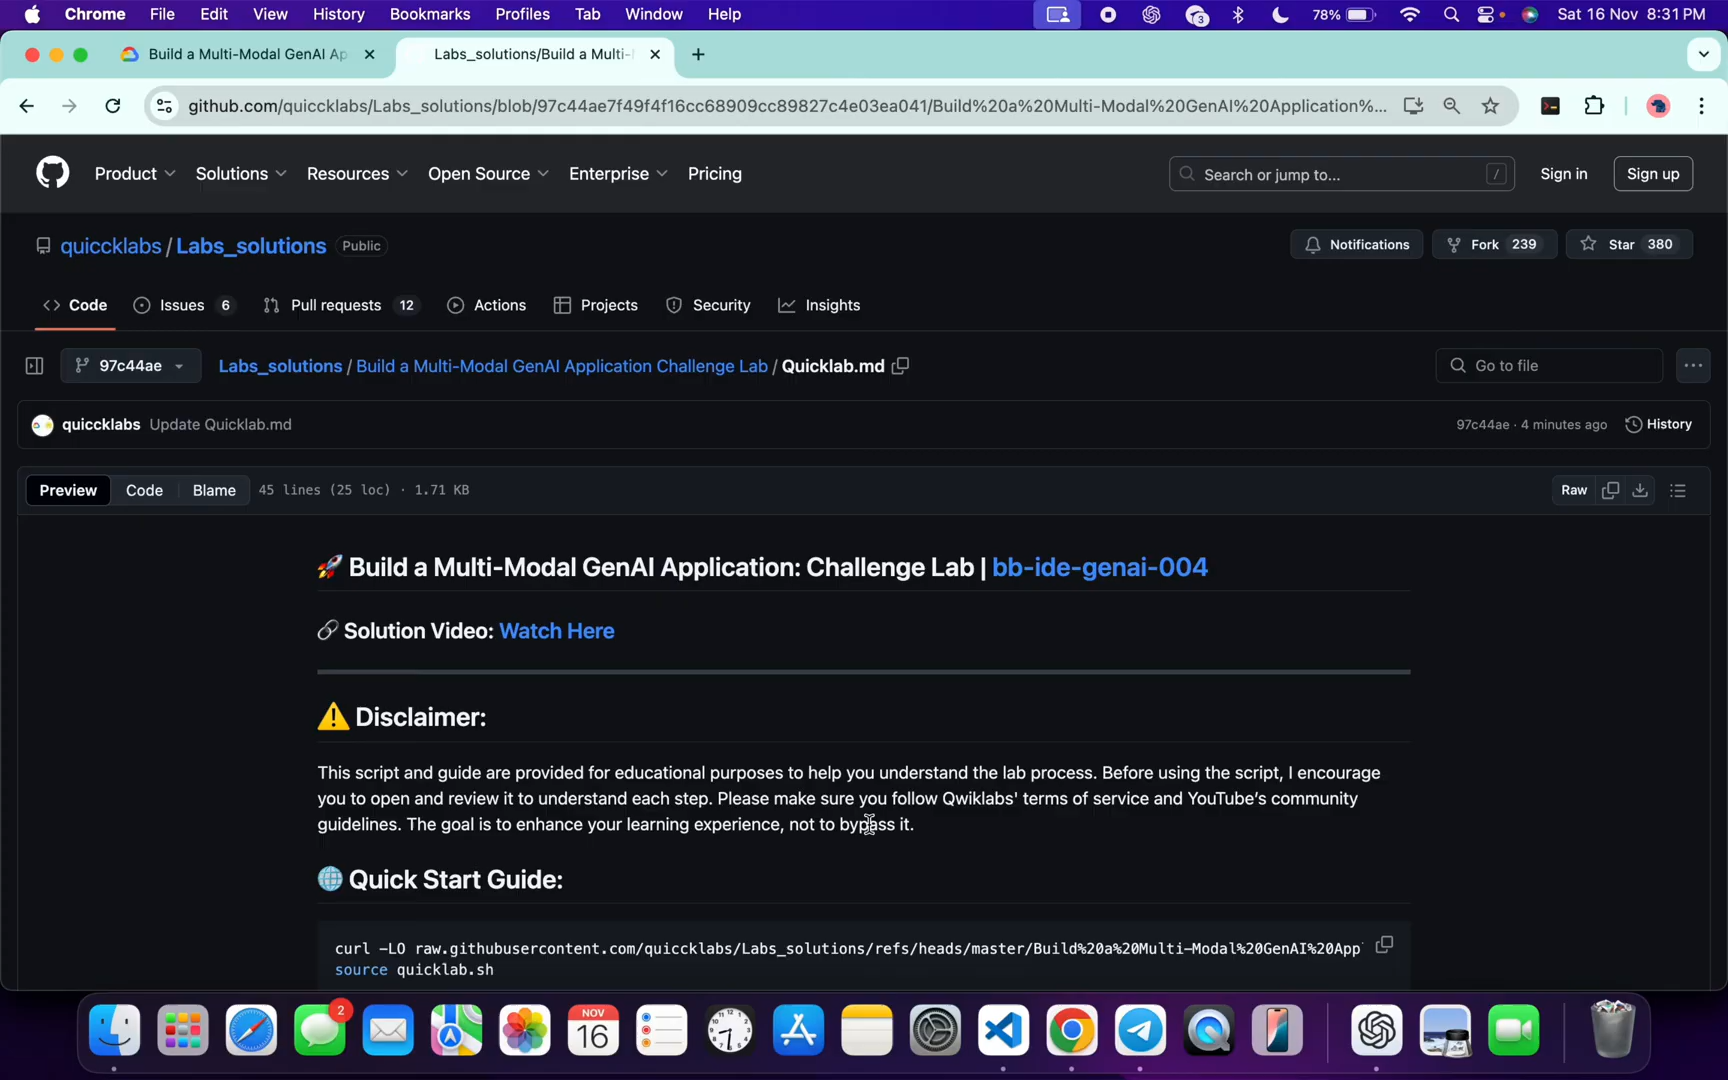 Chrome File Edit View History Bookmarks Profiles Tab Window Help 3 78% Sat 16 Nov 8:31 PM
Build a Multi-Modal GenAI Ap
Labs_solutions/Build a Multi-
github.com/quiccklabs/Labs_solutions/blob/97c44ae7f49f4f16cc68909cc89827c4e03ea041/Build%20a%20Multi-Modal%20GenAI%20Application%...
Product Solutions Resources Open Source Enterprise Pricing Search or jump to... / Sign in Sign up
quiccklabs / Labs_solutions Public Notifications Fork 239 Star 380
Code Issues 6 Pull requests 12 Actions Projects Security Insights
97c44ae Labs_solutions / Build a Multi-Modal GenAI Application Challenge Lab / Quicklab.md Go to file
quiccklabs Update Quicklab.md 97c44ae · 4 minutes ago History
Preview Code Blame 45 lines (25 loc) · 1.71 KB Raw
🚀 Build a Multi-Modal GenAI Application: Challenge Lab | bb-ide-genai-004
🔗 Solution Video: Watch Here
⚠️ Disclaimer:
This script and guide are provided for educational purposes to help you understand the lab process. Before using the script, I encourage
you to open and review it to understand each step. Please make sure you follow Qwiklabs' terms of service and YouTube's community
guidelines. The goal is to enhance your learning experience, not to bypass it.
🌐 Quick Start Guide:
curl -LO raw.githubusercontent.com/quiccklabs/Labs_solutions/refs/heads/master/Build%20a%20Multi-Modal%20GenAI%20App
source quicklab.sh
2
NOV
16